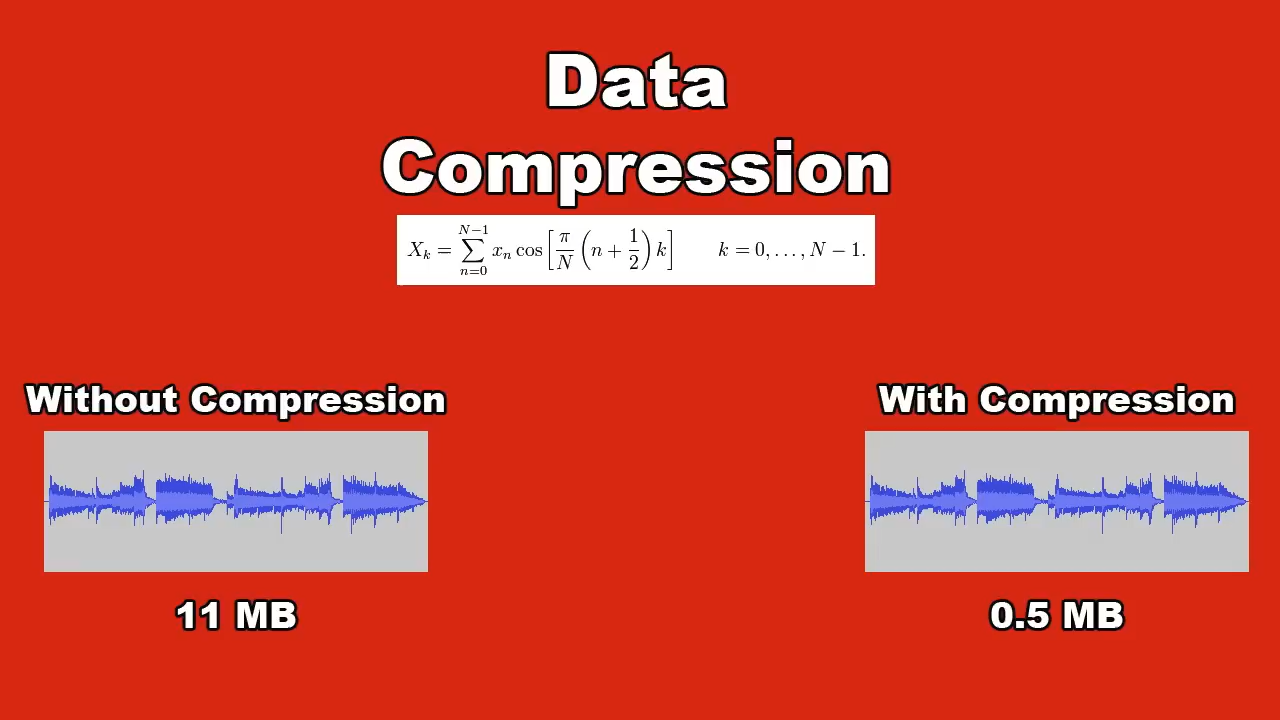 Data
Compression
X_k = \sum_{n=0}^{N-1} x_n \cos\left[\frac{\pi}{N}\left(n+\frac{1}{2}\right)k\right] \qquad k = 0, \ldots, N-1.
Without Compression
With Compression
11 MB
0.5 MB